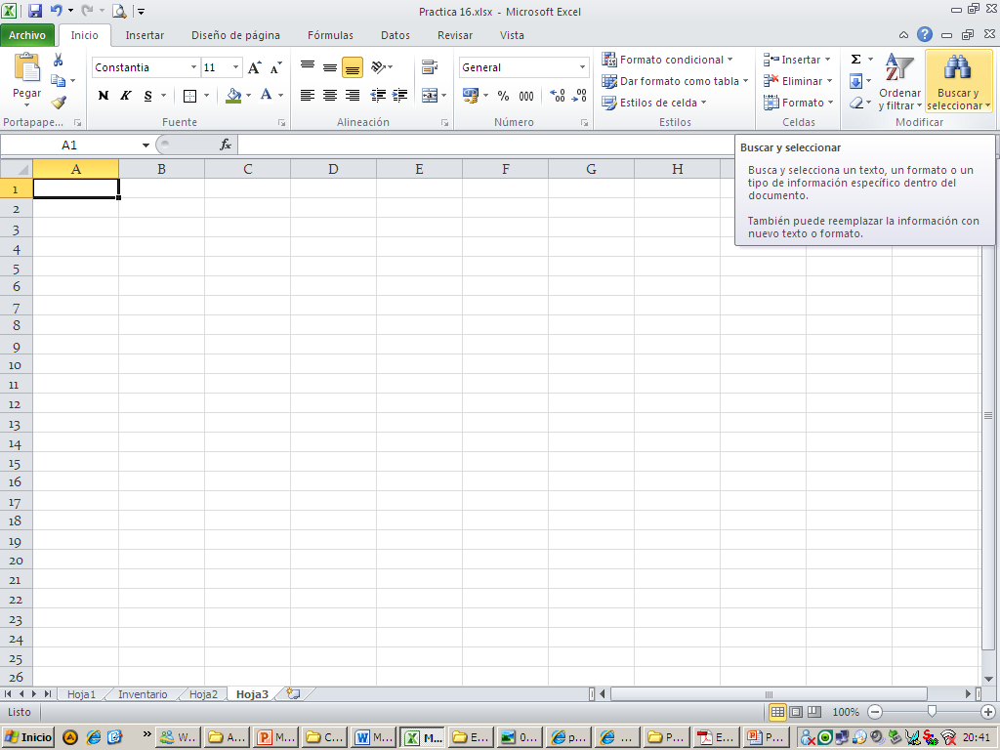 Practica 16.xlsx - Microsoft Excel
Archivo Inicio Insertar Diseño de página Fórmulas Datos Revisar Vista
Pegar
Portapape...
Constantia 11
N K S
Fuente
Alineación
General
% 000
Número
Formato condicional
Dar formato como tabla
Estilos de celda
Estilos
Insertar
Eliminar
Formato
Celdas
Σ
Ordenar y filtrar
Buscar y seleccionar
Modificar
A1 fx
Buscar y seleccionar
Busca y selecciona un texto, un formato o un
tipo de información específico dentro del
documento.
También puede reemplazar la información con
nuevo texto o formato.
A B C D E F G H
1
2
3
4
5
6
7
8
9
10
11
12
13
14
15
16
17
18
19
20
21
22
23
24
25
26
Hoja1 Inventario Hoja2 Hoja3
Listo 100%
Inicio » W... A... P M... C... W M... M... E... 0... p... ... P... E... P P... 20:41